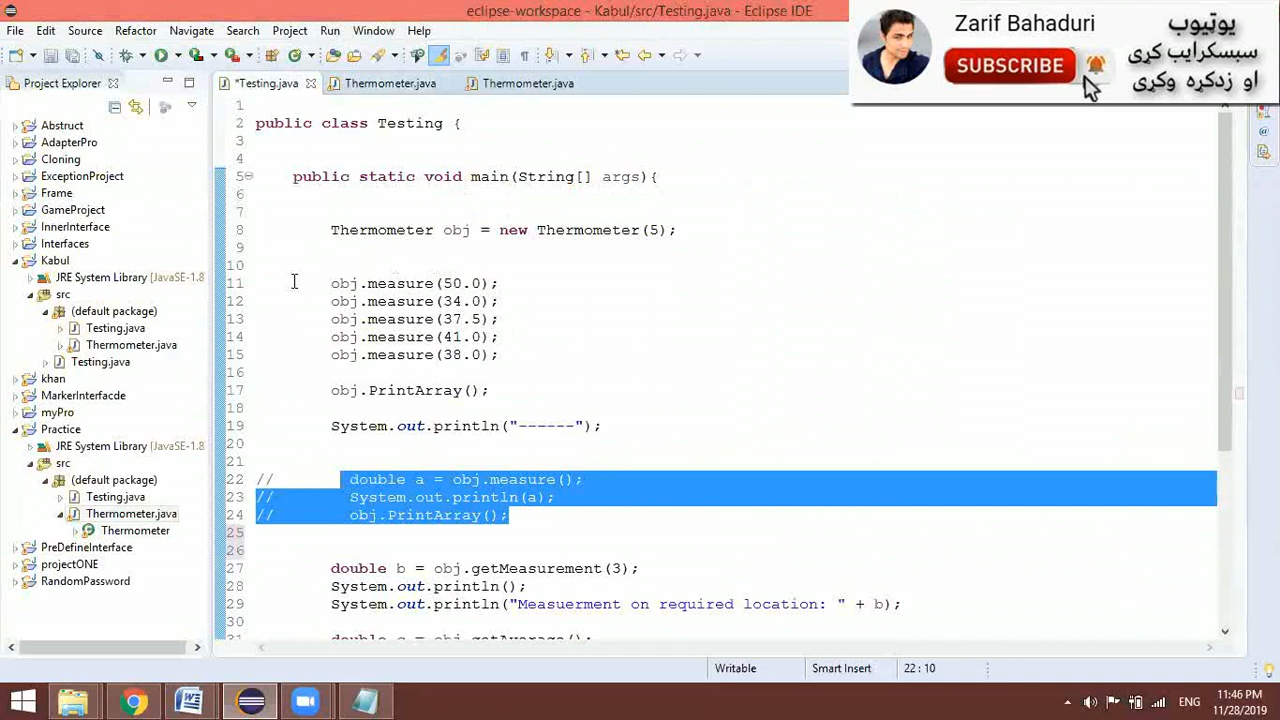 eclipse-workspace - Kabul/src/Testing.java - Eclipse IDE
File Edit Source Refactor Navigate Search Project Run Window Help
Zarif Bahaduri
SUBSCRIBE
یوټیوب
سبسکرایب کړی
او زدکړه وکړی
Project Explorer
*Testing.java Thermometer.java Thermometer.java
Abstruct
AdapterPro
Cloning
ExceptionProject
Frame
GameProject
InnerInterface
Interfaces
Kabul
JRE System Library [JavaSE-1.8
src
(default package)
Testing.java
Thermometer.java
Testing.java
khan
MarkerInterfacde
myPro
Practice
JRE System Library [JavaSE-1.8
src
(default package)
Testing.java
Thermometer.java
Thermometer
PreDefineInterface
projectONE
RandomPassword
1
2 public class Testing {
3
4
5 public static void main(String[] args){
6
7
8 Thermometer obj = new Thermometer(5);
9
10
11 obj.measure(50.0);
12 obj.measure(34.0);
13 obj.measure(37.5);
14 obj.measure(41.0);
15 obj.measure(38.0);
16
17 obj.PrintArray();
18
19 System.out.println("------");
20
21
22 // double a = obj.measure();
23 // System.out.println(a);
24 // obj.PrintArray();
25
26
27 double b = obj.getMeasurement(3);
28 System.out.println();
29 System.out.println("Measuerment on required location: " + b);
30
31 double c = obj.getAverage();
Writable Smart Insert 22 : 10
ENG
11:46 PM
11/28/2019